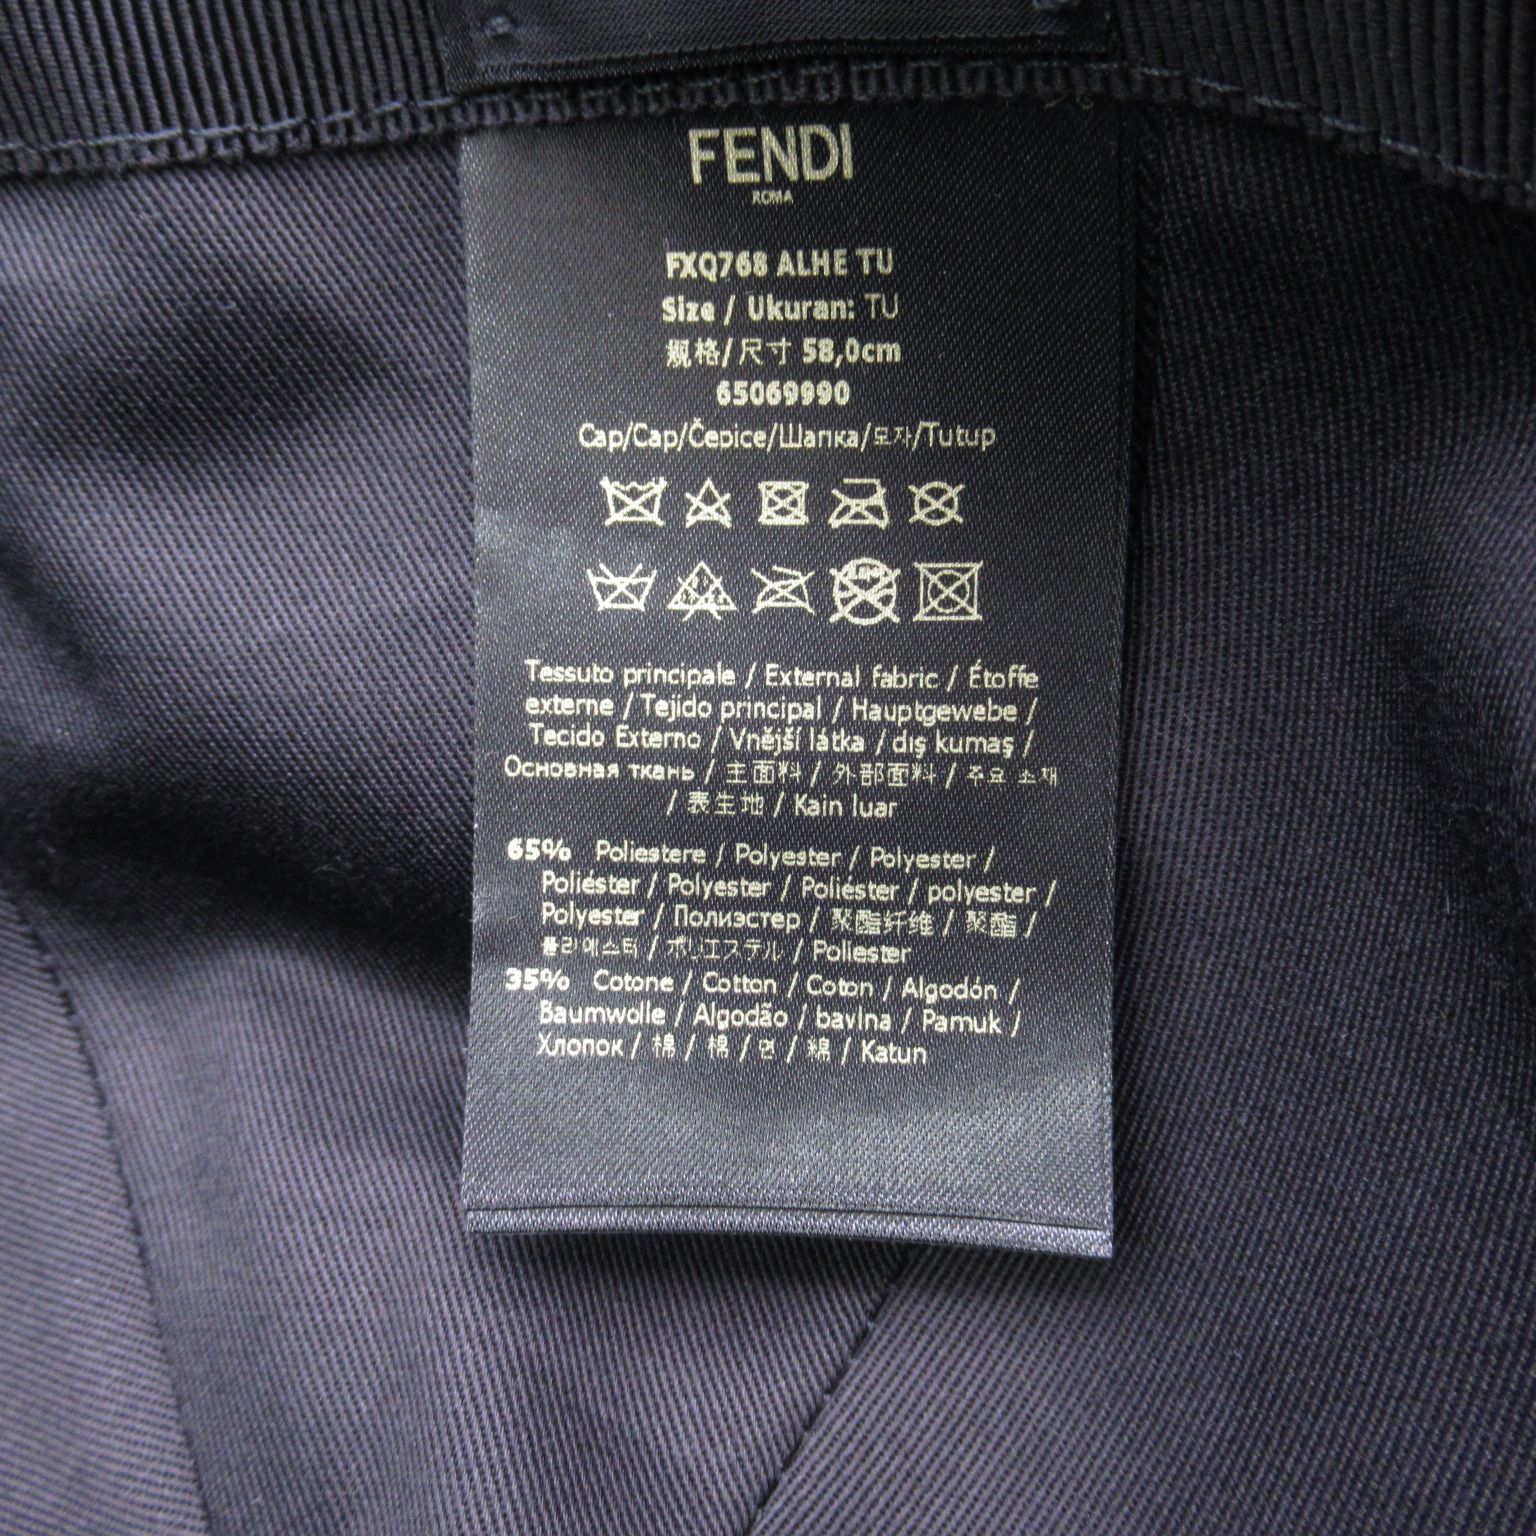 FENDI
ROMA
FXQ768 ALHE TU
Size / Ukuran: TU
规格/尺寸 58,0cm
65069990
Cap/Cap/Čepice/Шапка/모자/Tutup
Tessuto principale / External fabric / Étoffe
externe / Tejido principal / Hauptgewebe /
Tecido Externo / Vnější látka / dış kumaş /
Основная ткань / 主面料 / 外部面料 / 주요 소재
/ 表生地 / Kain luar
65% Poliestere / Polyester / Polyester /
Poliéster / Polyester / Poliéster / polyester /
Polyester / Полиэстер / 聚酯纤维 / 聚酯 /
폴리에스터 / ポリエステル / Poliester
35% Cotone / Cotton / Coton / Algodón /
Baumwolle / Algodão / bavlna / Pamuk /
Хлопок / 棉 / 棉 / 면 / 綿 / Katun